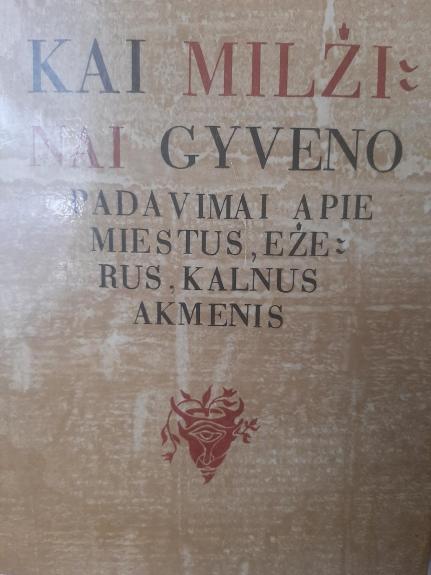 KAI MILŽI~
NAI GYVENO
PADAVIMAI APIE
MIESTUS, EŽE~
RUS, KALNUS
AKMENIS